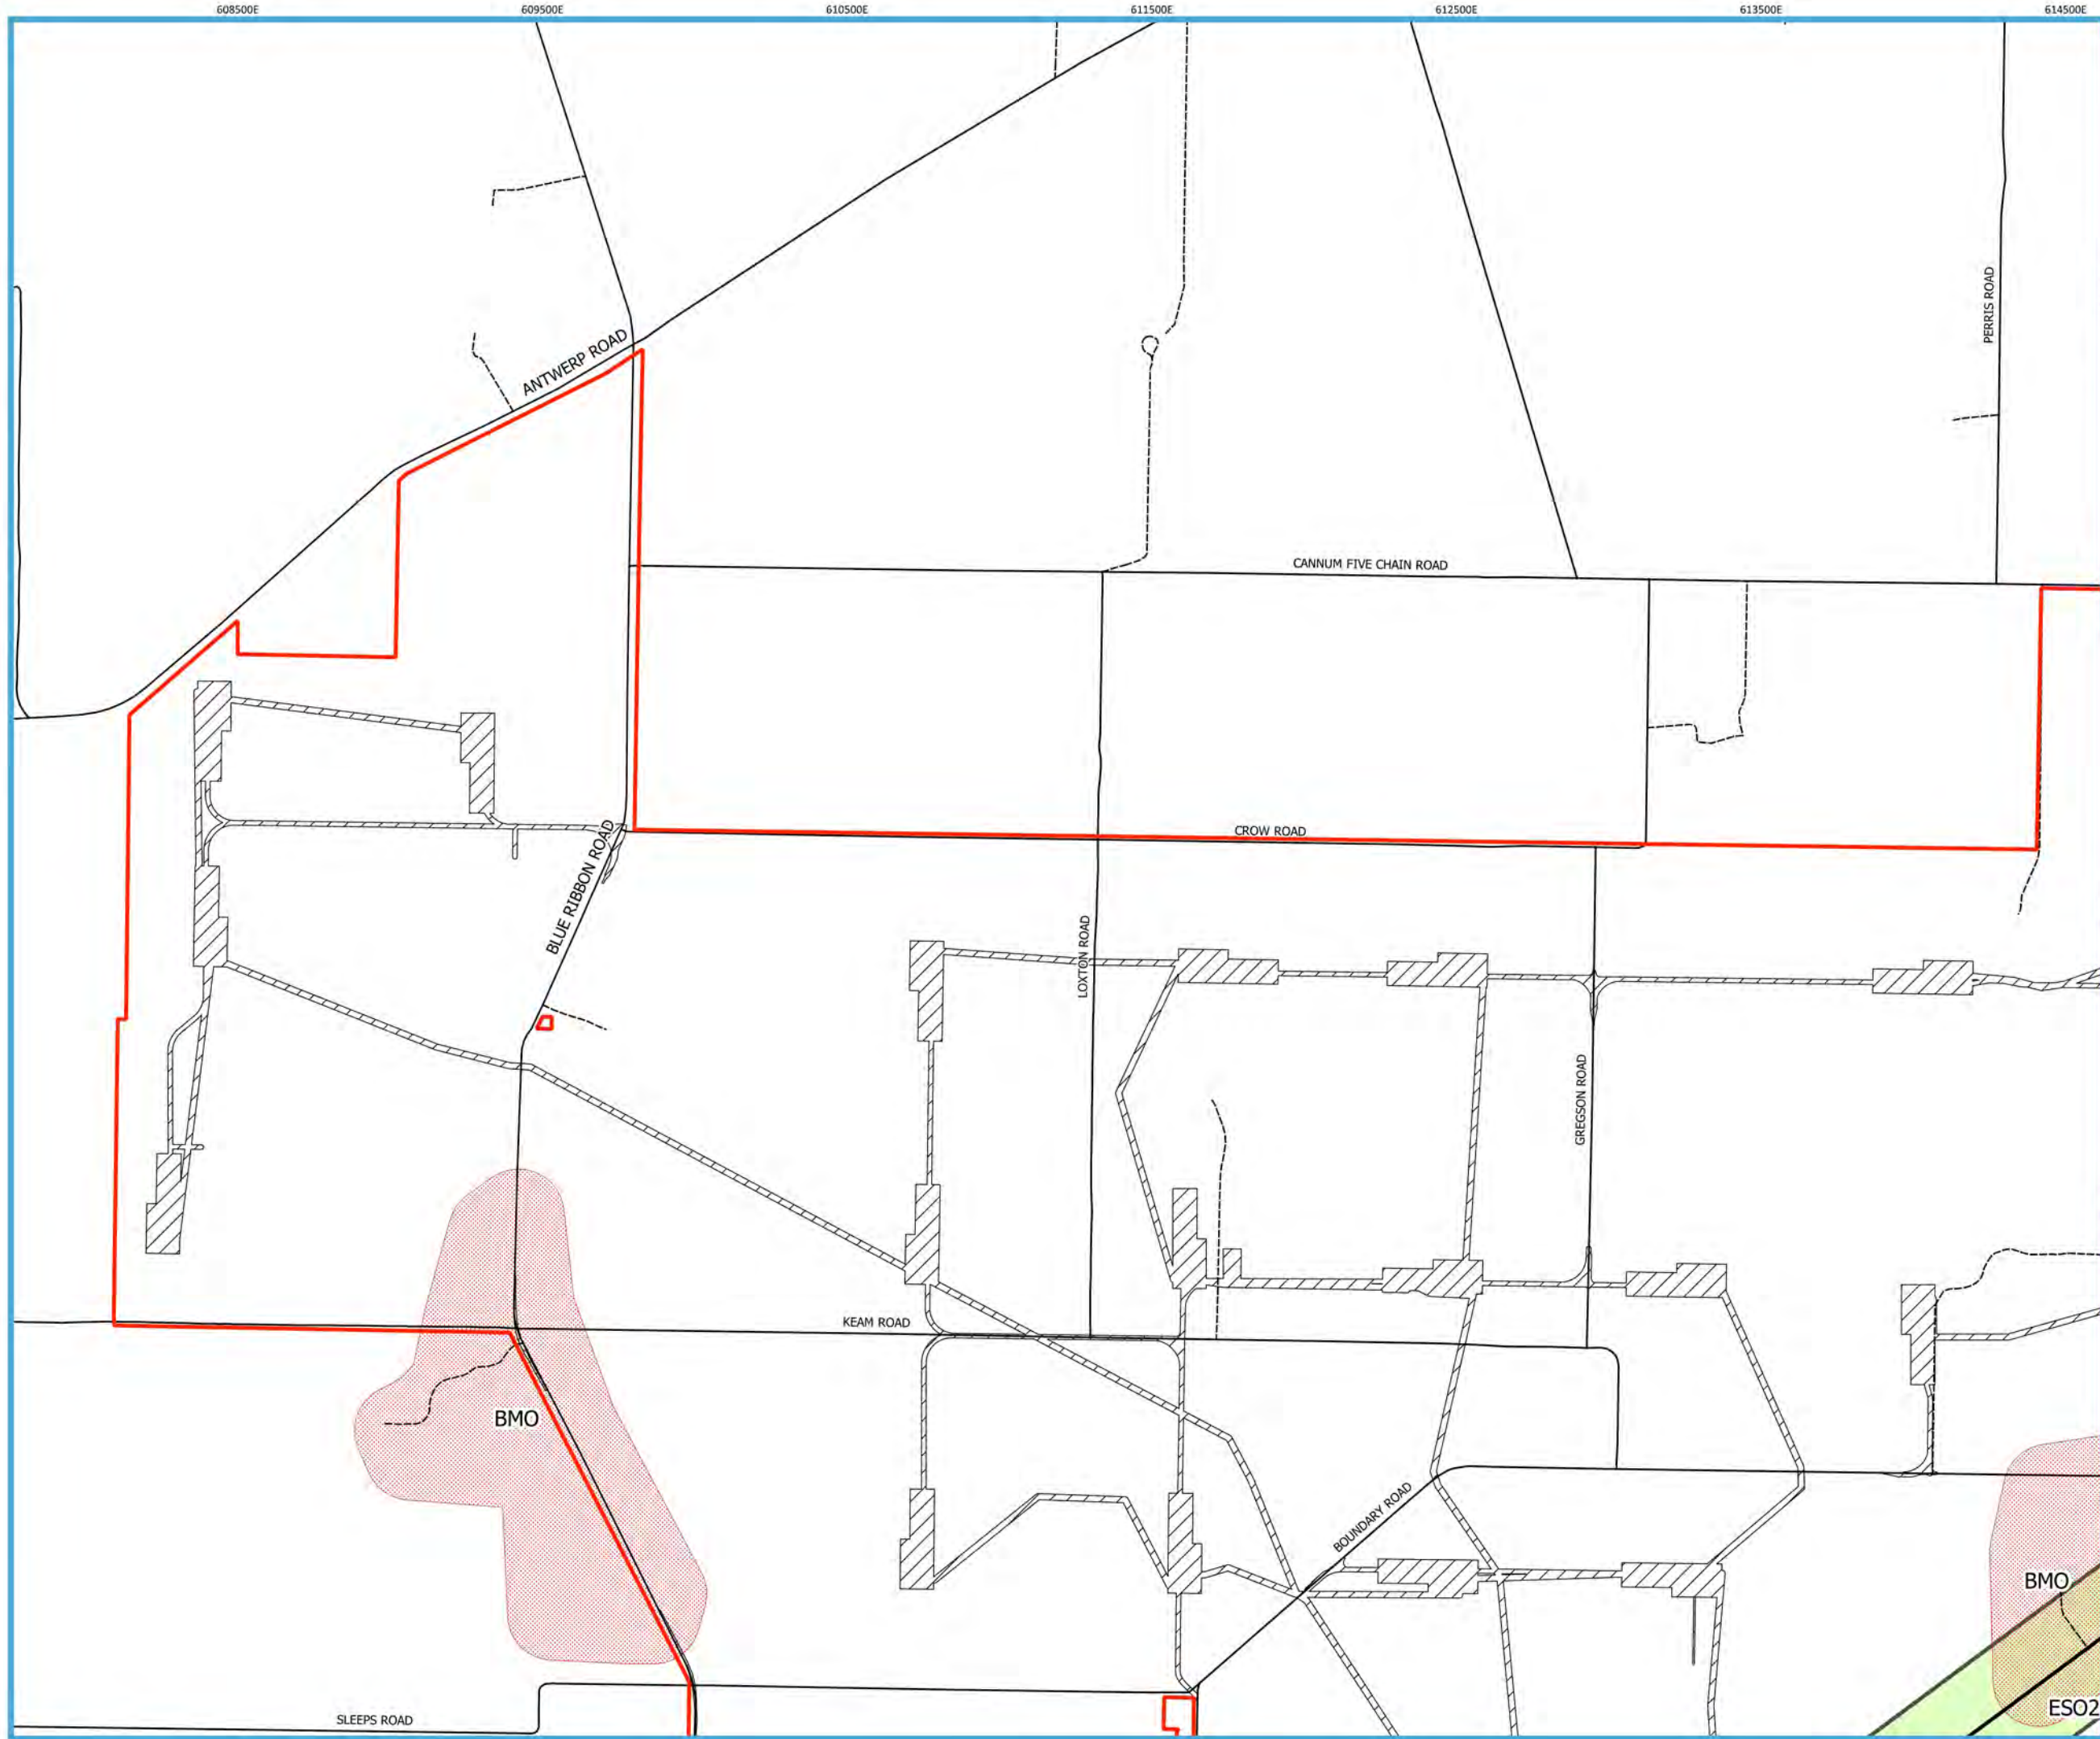 608500E
609500E
610500E
611500E
612500E
613500E
614500E
PERRIS ROAD
ANTWERP ROAD
CANNUM FIVE CHAIN ROAD
CROW ROAD
BLUE RIBBON ROAD
LOXTON ROAD
GREGSON ROAD
KEAM ROAD
BMO
BOUNDARY ROAD
BMO
ESO2
SLEEPS ROAD